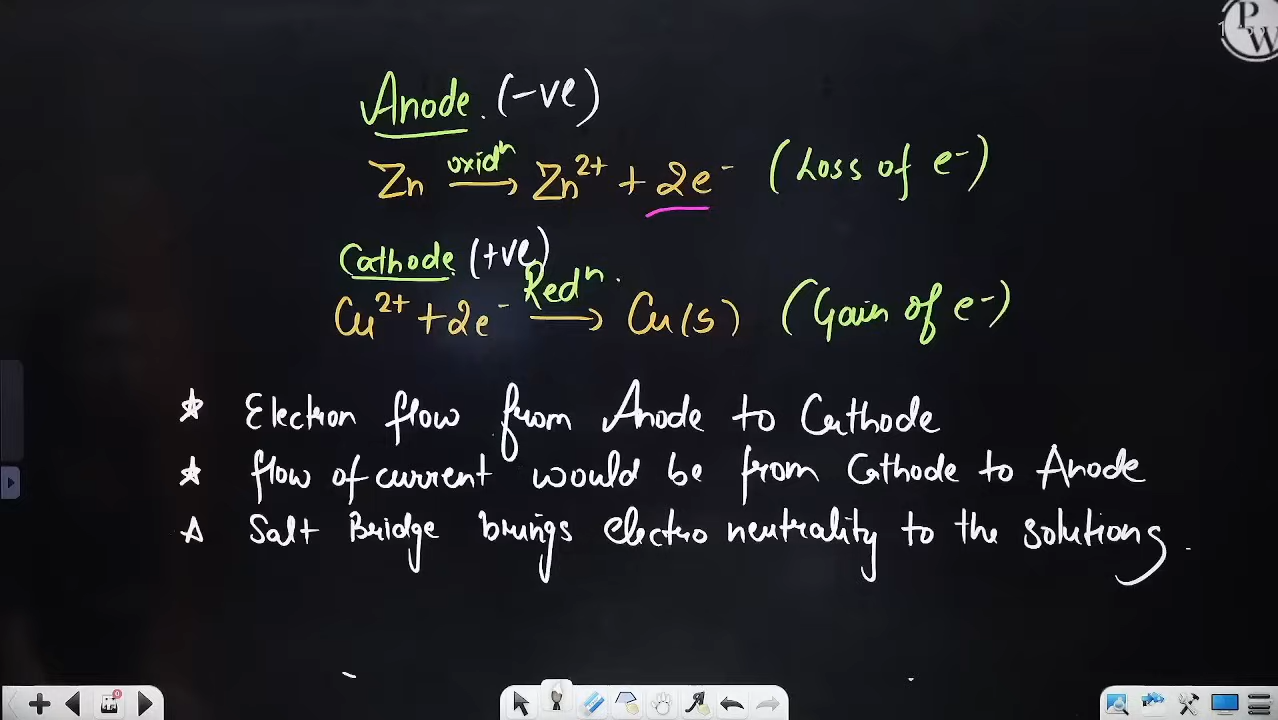 PW
Anode. (-ve)
Zn oxidⁿ → Zn²⁺ + 2e⁻ (Loss of e⁻)
Cathode (+ve)
Cu²⁺ + 2e⁻ Redⁿ. → Cu(s) (Gain of e⁻)
☆ Electron flow from Anode to Cathode
☆ flow of current would be from Cathode to Anode
☆ Salt Bridge brings electro neutrality to the solutions.